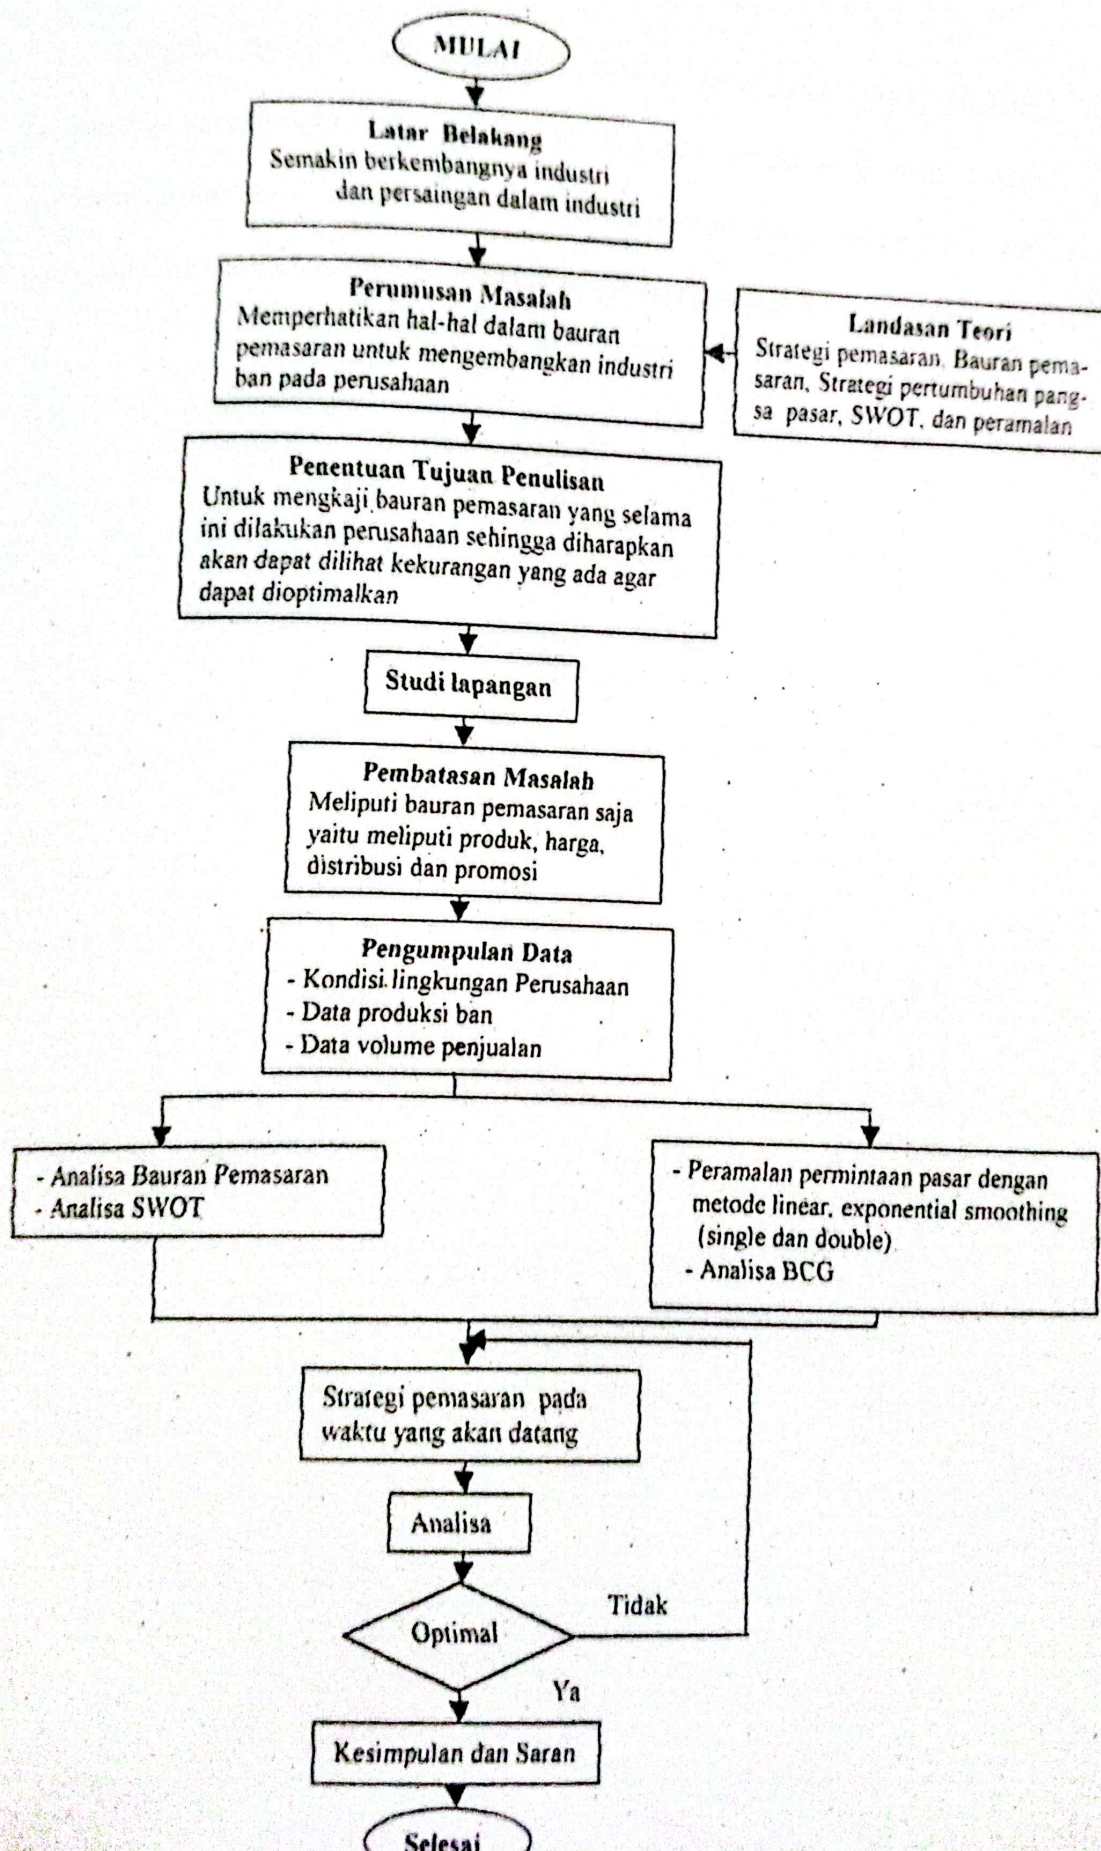 MULAI
Latar Belakang
Semakin berkembangnya industri
dan persaingan dalam industri
Perumusan Masalah
Memperhatikan hal-hal dalam bauran
pemasaran untuk mengembangkan industri
ban pada perusahaan
Landasan Teori
Strategi pemasaran, Bauran pema-
saran, Strategi pertumbuhan pang-
sa pasar, SWOT, dan peramalan
Penentuan Tujuan Penulisan
Untuk mengkaji bauran pemasaran yang selama
ini dilakukan perusahaan sehingga diharapkan
akan dapat dilihat kekurangan yang ada agar
dapat dioptimalkan
Studi lapangan
Pembatasan Masalah
Meliputi bauran pemasaran saja
yaitu meliputi produk, harga,
distribusi dan promosi
Pengumpulan Data
- Kondisi lingkungan Perusahaan
- Data produksi ban
- Data volume penjualan
- Analisa Bauran Pemasaran
- Analisa SWOT
- Peramalan permintaan pasar dengan
metode linear, exponential smoothing
(single dan double)
- Analisa BCG
Strategi pemasaran pada
waktu yang akan datang
Analisa
Optimal
Tidak
Ya
Kesimpulan dan Saran
Selesai